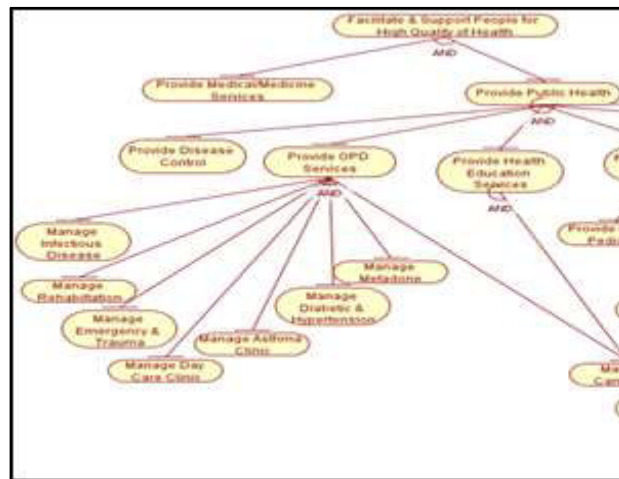 Facilitate & Support People for
High Quality of Health
AND
Provide Medical/Medicine
Services
Provide Public Health
AND
Provide Disease
Control
Provide OPD
Services
AND
Provide Health
Education
Services
AND
Provide
Manage
Infectious
Disease
Manage
Rehabilitation
Manage
Emergency &
Trauma
Manage Day
Care Clinic
Manage Asthma
Clinic
Manage
Diabetic &
Hypertension
Manage
Metadone